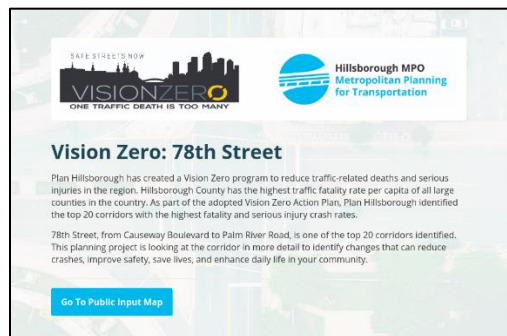 SAFE STREETS NOW
VISIONZERO
ONE TRAFFIC DEATH IS TOO MANY
Hillsborough MPO
Metropolitan Planning
for Transportation
Vision Zero: 78th Street
Plan Hillsborough has created a Vision Zero program to reduce traffic-related deaths and serious
injuries in the region. Hillsborough County has the highest traffic fatality rate per capita of all large
counties in the country. As part of the adopted Vision Zero Action Plan, Plan Hillsborough identified
the top 20 corridors with the highest fatality and serious injury crash rates.
78th Street, from Causeway Boulevard to Palm River Road, is one of the top 20 corridors identified.
This planning project is looking at the corridor in more detail to identify changes that can reduce
crashes, improve safety, save lives, and enhance daily life in your community.
Go To Public Input Map